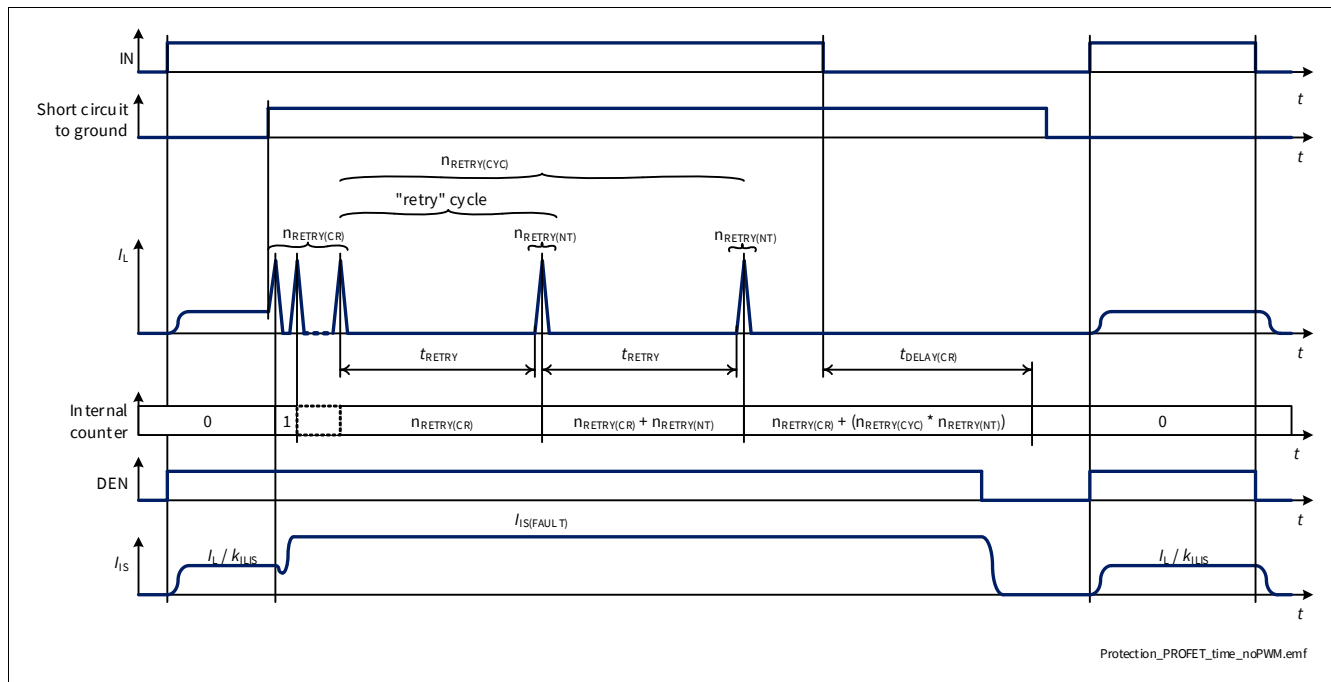 IN
t
Short circuit
to ground
t
nRETRY(CYC)
"retry" cycle
nRETRY(CR)
nRETRY(NT)
nRETRY(NT)
IL
t
tRETRY
tRETRY
tDELAY(CR)
Internal
counter
0
1
nRETRY(CR)
nRETRY(CR) + nRETRY(NT)
nRETRY(CR) + (nRETRY(CYC) * nRETRY(NT))
0
t
DEN
t
IIS(FAULT)
IIS
IL / kILIS
IL / kILIS
t
Protection_PROFET_time_noPWM.emf